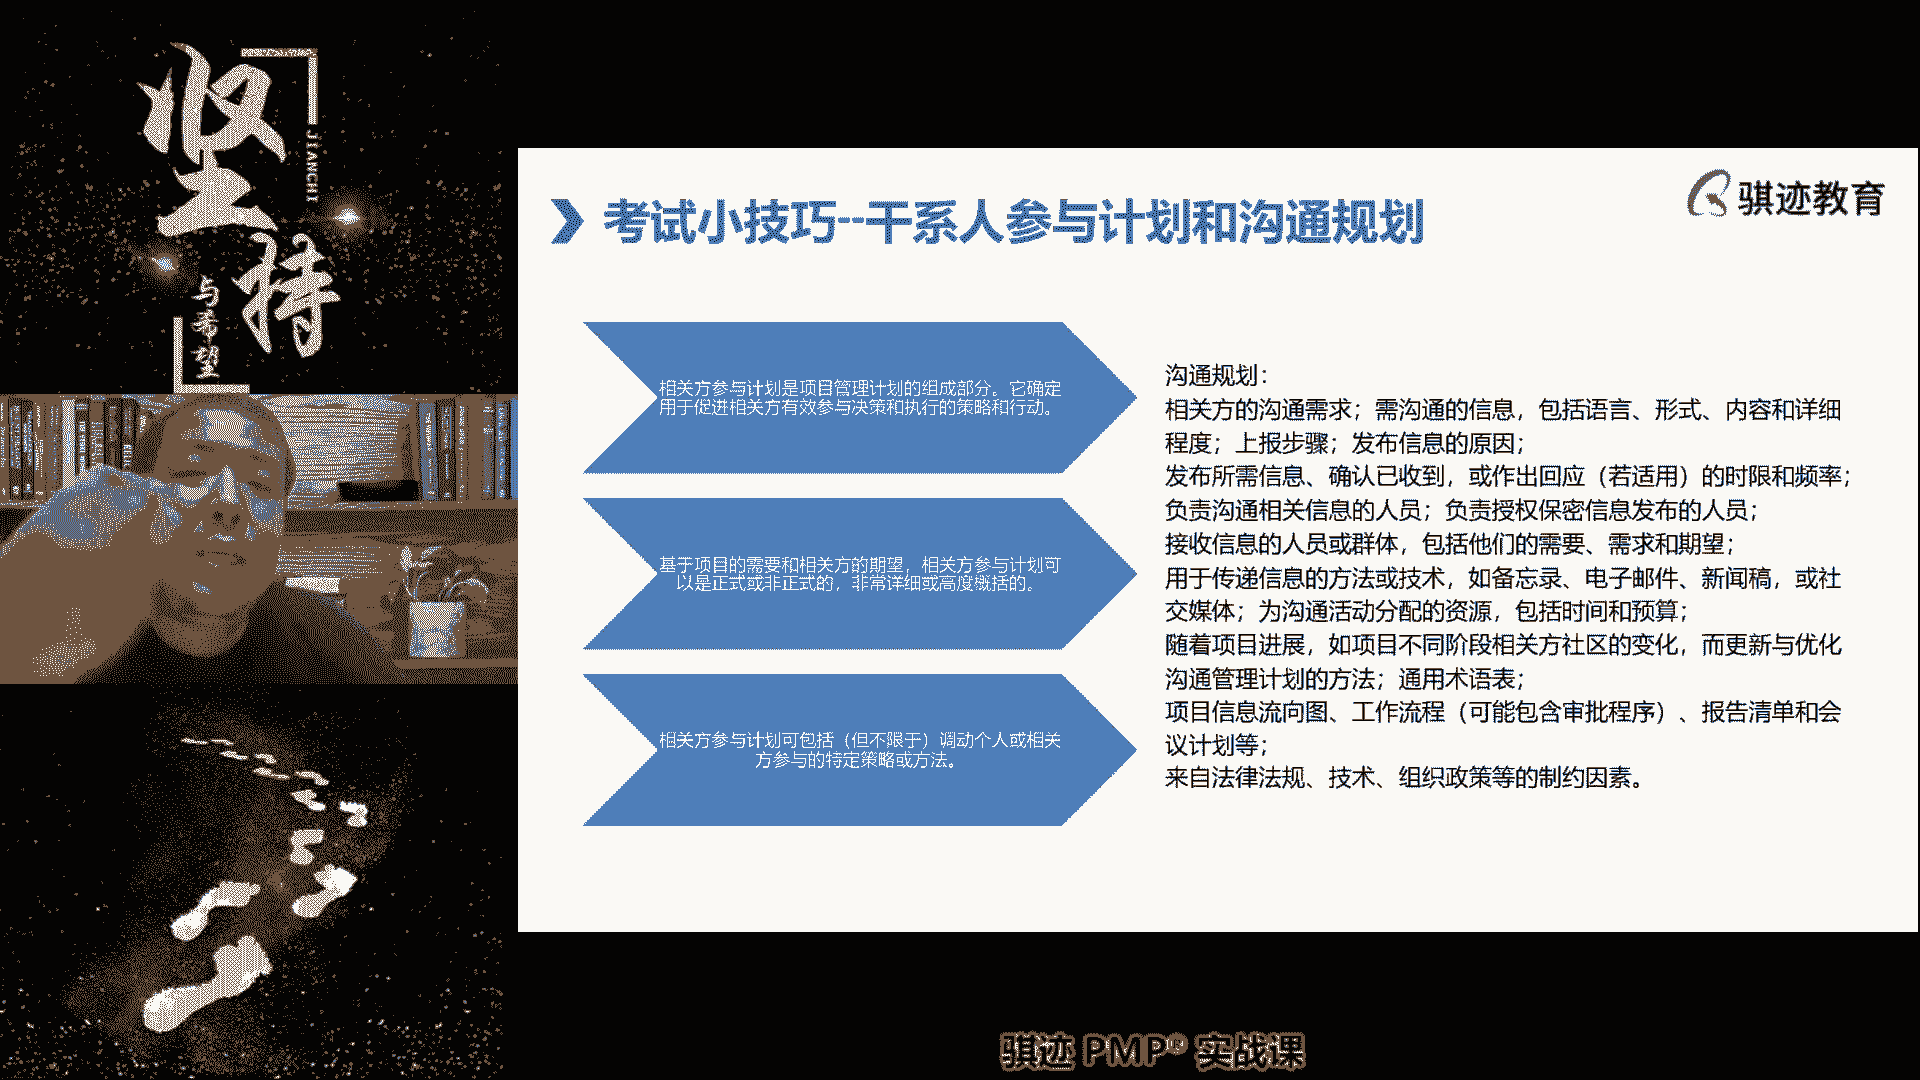 坚
持
JIANCHI
与
希
望
骐迹教育
考试小技巧--干系人参与计划和沟通规划
相关方参与计划是项目管理计划的组成部分。它确定
用于促进相关方有效参与决策和执行的策略和行动。
基于项目的需要和相关方的期望，相关方参与计划可
以是正式或非正式的，非常详细或高度概括的。
相关方参与计划可包括（但不限于）调动个人或相关
方参与的特定策略或方法。
沟通规划：
相关方的沟通需求；需沟通的信息，包括语言、形式、内容和详细
程度；上报步骤；发布信息的原因；
发布所需信息、确认已收到，或作出回应（若适用）的时限和频率；
负责沟通相关信息的人员；负责授权保密信息发布的人员；
接收信息的人员或群体，包括他们的需要、需求和期望；
用于传递信息的方法或技术，如备忘录、电子邮件、新闻稿，或社
交媒体；为沟通活动分配的资源，包括时间和预算；
随着项目进展，如项目不同阶段相关方社区的变化，而更新与优化
沟通管理计划的方法；通用术语表；
项目信息流向图、工作流程（可能包含审批程序）、报告清单和会
议计划等；
来自法律法规、技术、组织政策等的制约因素。
骐迹 PMP® 实战课